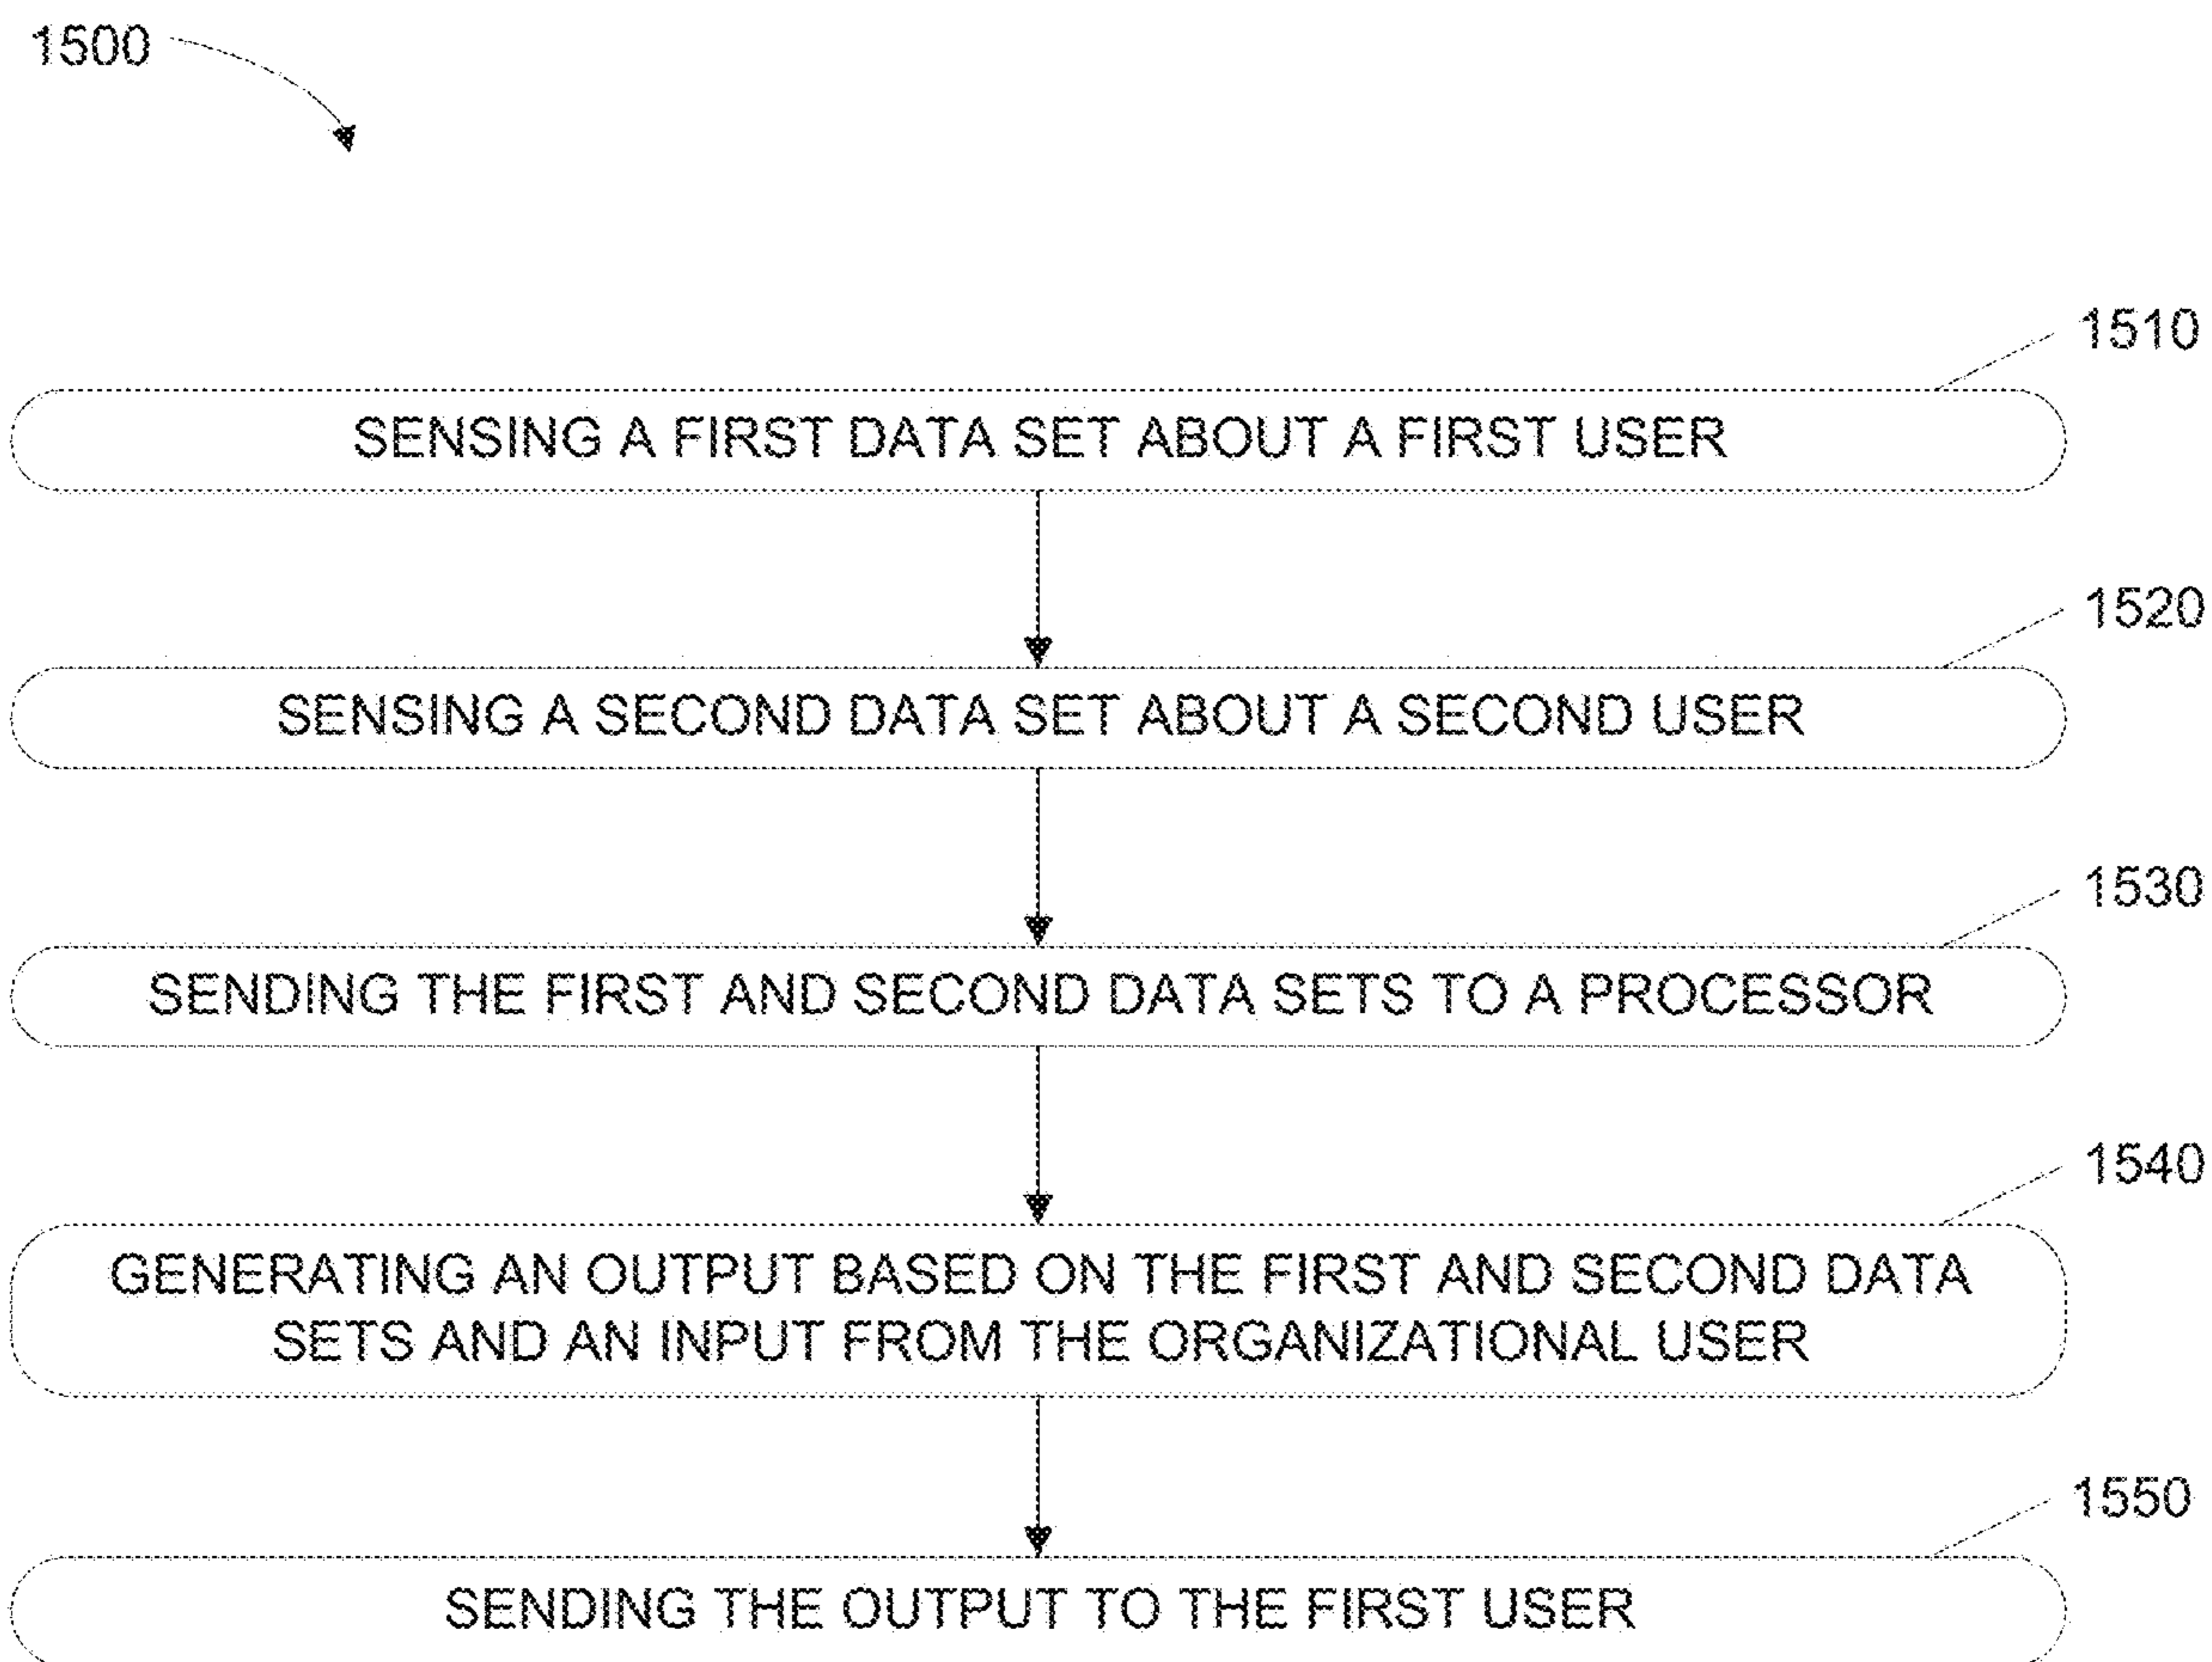 1500
1510
SENSING A FIRST DATA SET ABOUT A FIRST USER
1520
SENSING A SECOND DATA SET ABOUT A SECOND USER
1530
SENDING THE FIRST AND SECOND DATA SETS TO A PROCESSOR
1540
GENERATING AN OUTPUT BASED ON THE FIRST AND SECOND DATA
SETS AND AN INPUT FROM THE ORGANIZATIONAL USER
1550
SENDING THE OUTPUT TO THE FIRST USER